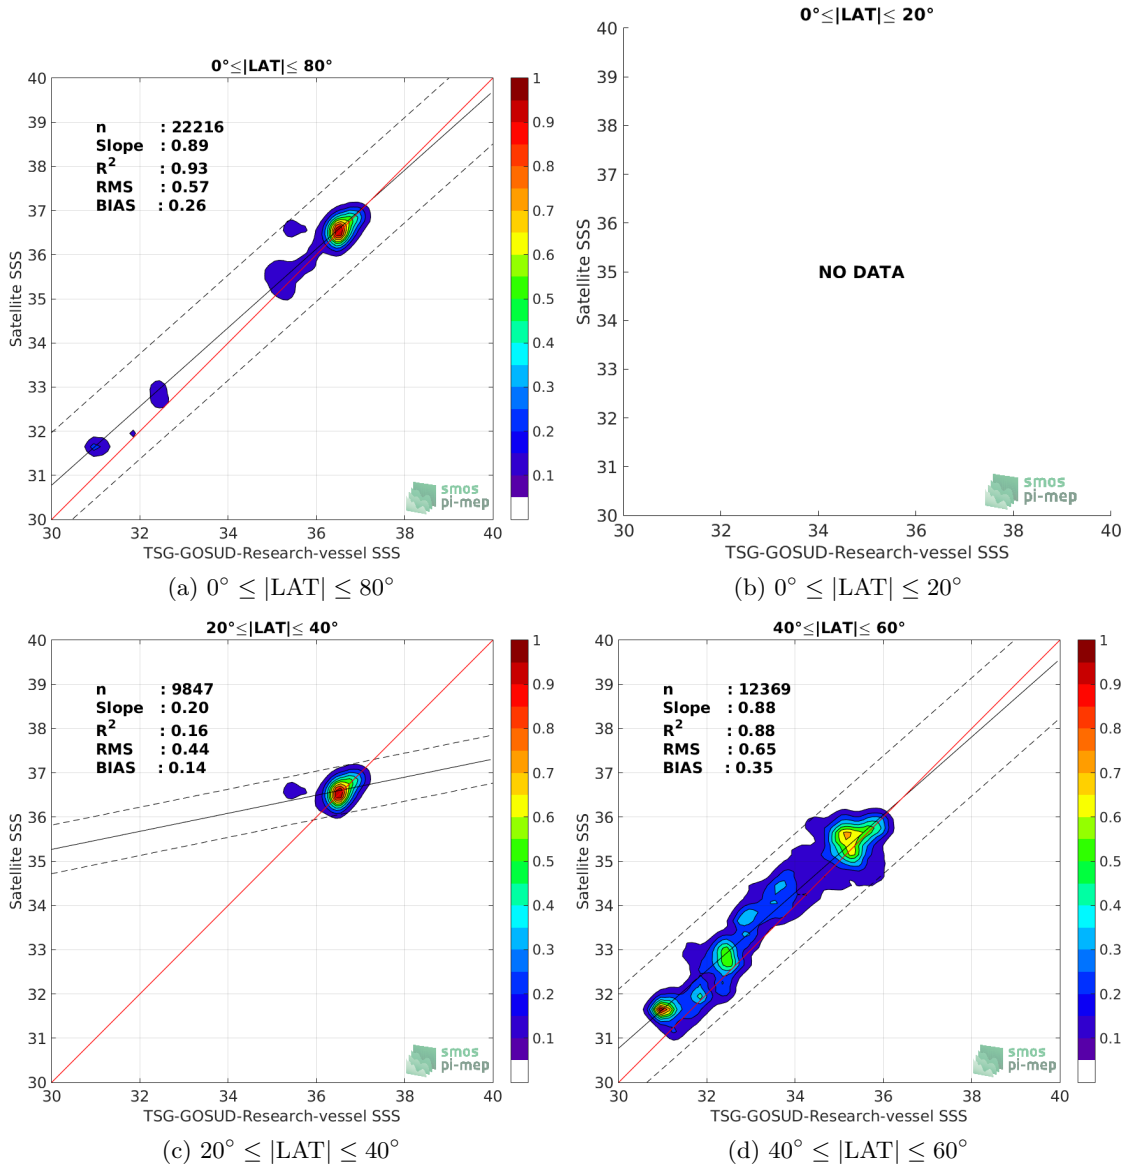 0°≤|LAT|≤ 80°
40
39
38
37
36
35
34
33
32
31
30
30
32
34
36
38
40
Satellite SSS
TSG-GOSUD-Research-vessel SSS
n : 22216
Slope : 0.89
R² : 0.93
RMS : 0.57
BIAS : 0.26
1
0.9
0.8
0.7
0.6
0.5
0.4
0.3
0.2
0.1
smos
pi-mep
(a) 0° ≤ |LAT| ≤ 80°
0°≤|LAT|≤ 20°
40
39
38
37
36
35
34
33
32
31
30
30
32
34
36
38
40
Satellite SSS
TSG-GOSUD-Research-vessel SSS
NO DATA
smos
pi-mep
(b) 0° ≤ |LAT| ≤ 20°
20°≤|LAT|≤ 40°
40
39
38
37
36
35
34
33
32
31
30
30
32
34
36
38
40
Satellite SSS
TSG-GOSUD-Research-vessel SSS
n : 9847
Slope : 0.20
R² : 0.16
RMS : 0.44
BIAS : 0.14
1
0.9
0.8
0.7
0.6
0.5
0.4
0.3
0.2
0.1
smos
pi-mep
(c) 20° ≤ |LAT| ≤ 40°
40°≤|LAT|≤ 60°
40
39
38
37
36
35
34
33
32
31
30
30
32
34
36
38
40
Satellite SSS
TSG-GOSUD-Research-vessel SSS
n : 12369
Slope : 0.88
R² : 0.88
RMS : 0.65
BIAS : 0.35
1
0.9
0.8
0.7
0.6
0.5
0.4
0.3
0.2
0.1
smos
pi-mep
(d) 40° ≤ |LAT| ≤ 60°